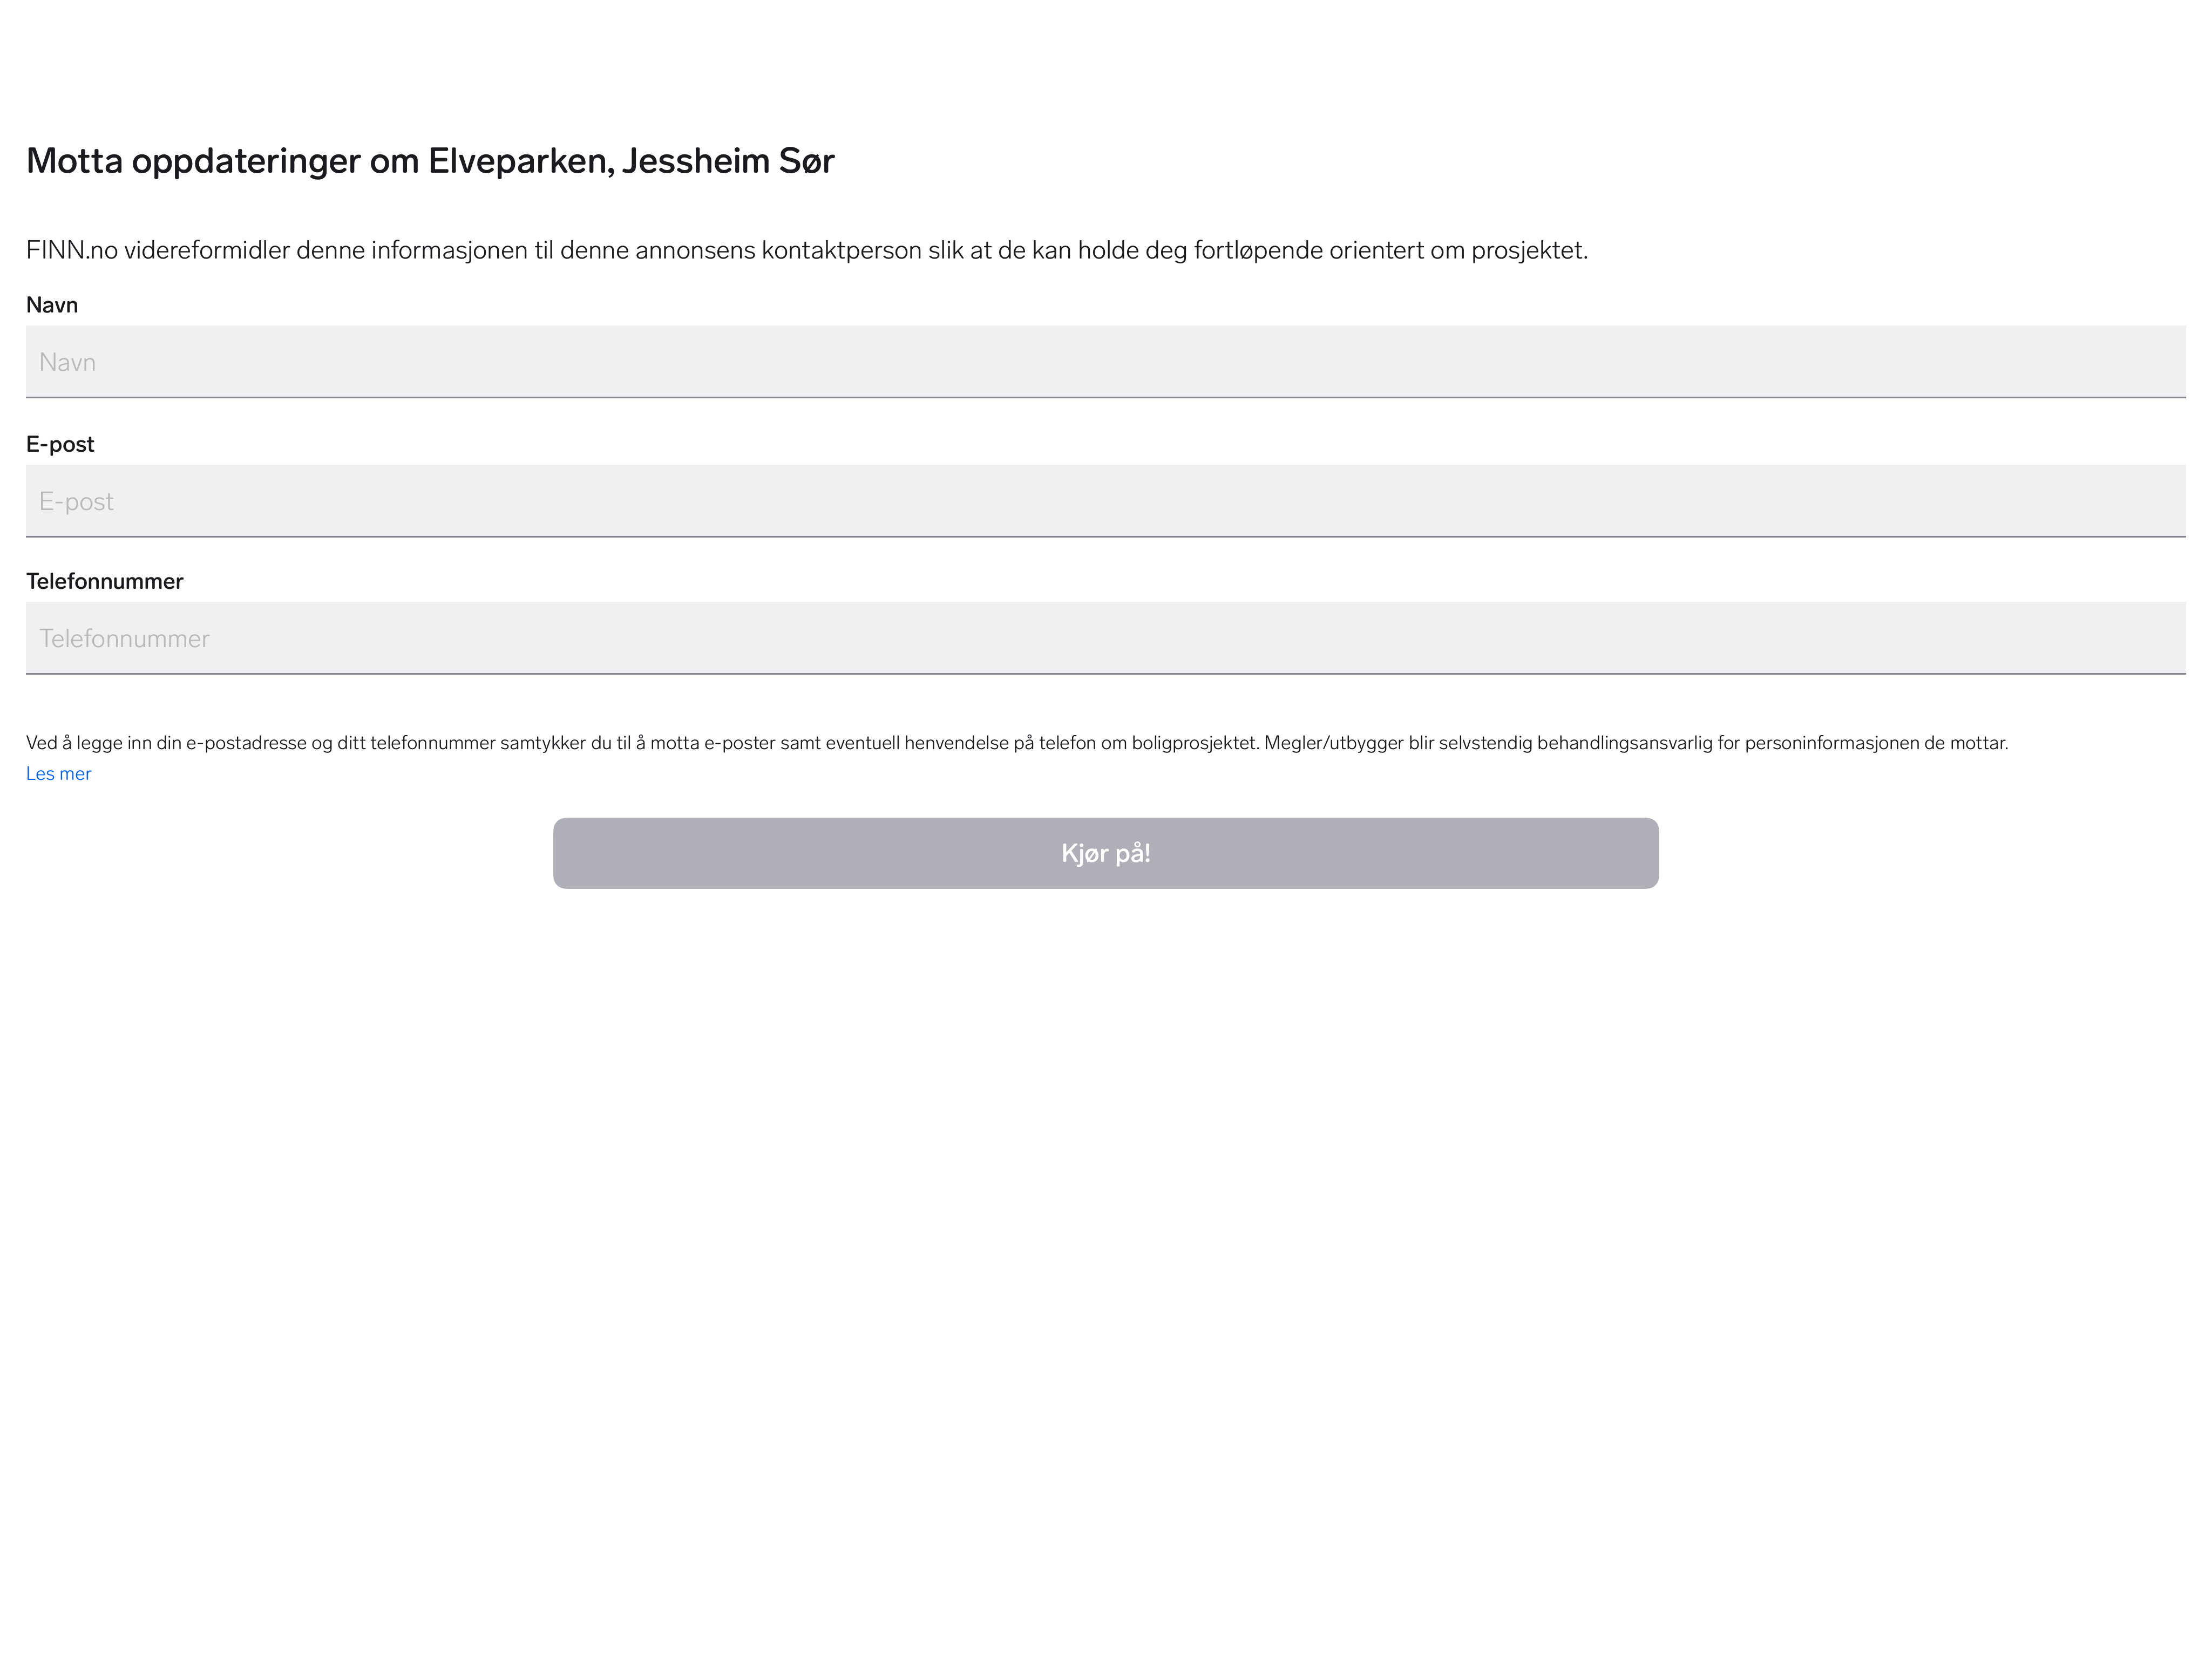 Motta oppdateringer om Elveparken, Jessheim Sør
FINN.no videreformidler denne informasjonen til denne annonsens kontaktperson slik at de kan holde deg fortløpende orientert om prosjektet.
Navn
Navn
E-post
E-post
Telefonnummer
Telefonnummer
Ved å legge inn din e-postadresse og ditt telefonnummer samtykker du til å motta e-poster samt eventuell henvendelse på telefon om boligprosjektet. Megler/utbygger blir selvstendig behandlingsansvarlig for personinformasjonen de mottar.
Les mer
Kjør på!